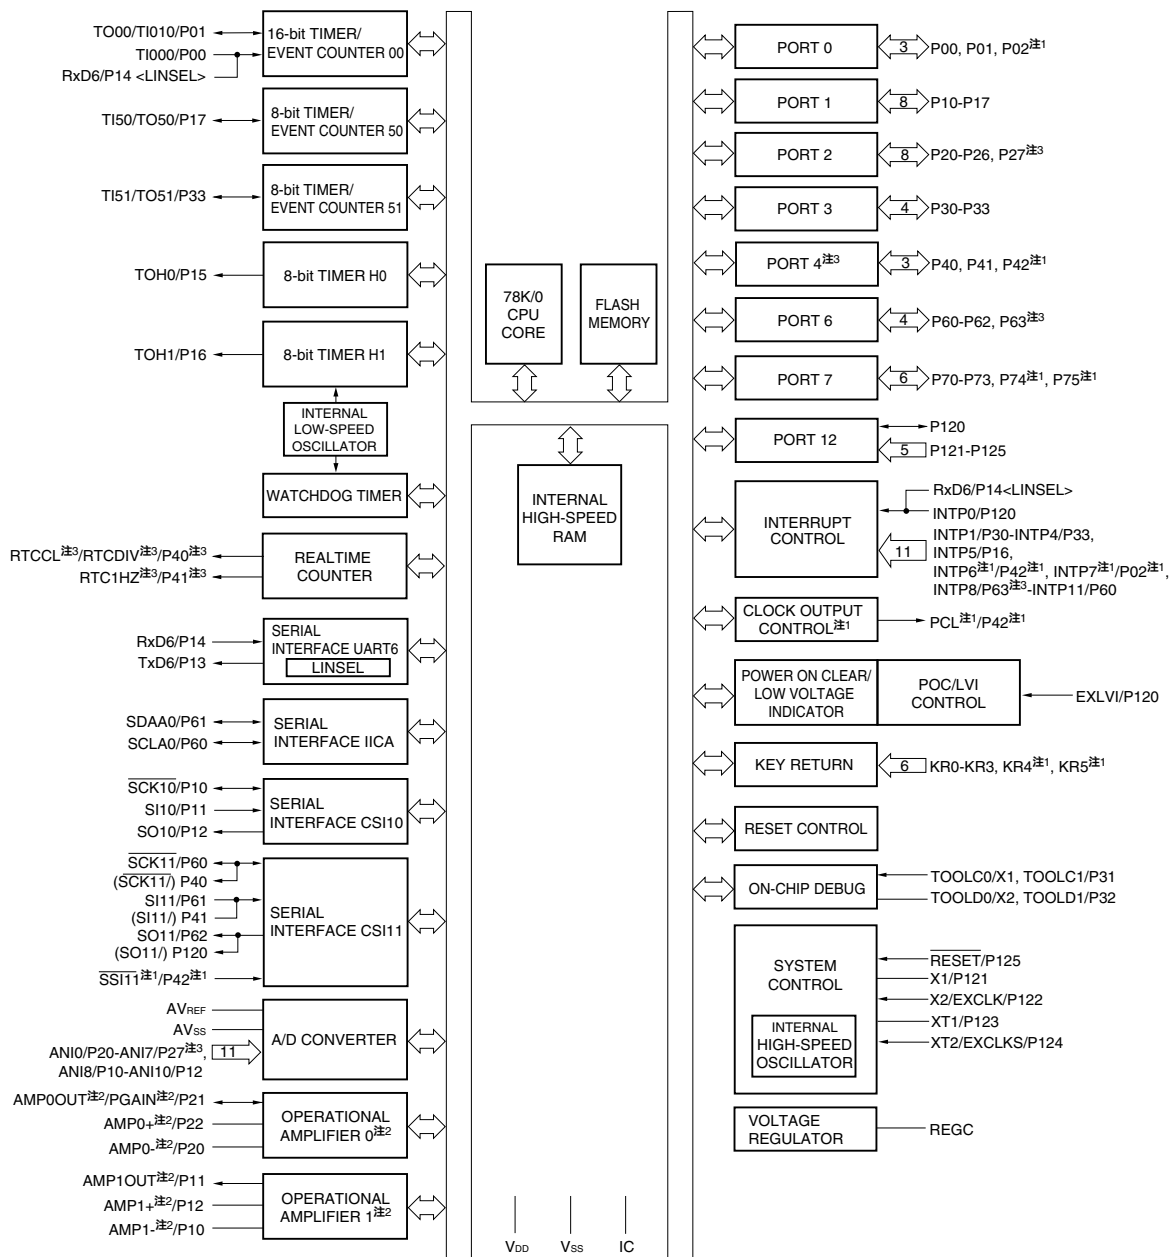 TO00/TI010/P01
TI000/P00
RxD6/P14 <LINSEL>
16-bit TIMER/
EVENT COUNTER 00
TI50/TO50/P17
8-bit TIMER/
EVENT COUNTER 50
TI51/TO51/P33
8-bit TIMER/
EVENT COUNTER 51
TOH0/P15
8-bit TIMER H0
TOH1/P16
8-bit TIMER H1
INTERNAL
LOW-SPEED
OSCILLATOR
WATCHDOG TIMER
RTCCL注3/RTCDIV注3/P40注3
RTC1HZ注3/P41注3
REALTIME
COUNTER
RxD6/P14
TxD6/P13
SERIAL
INTERFACE UART6
LINSEL
SDAA0/P61
SCLA0/P60
SERIAL
INTERFACE IICA
SCK10/P10
SI10/P11
SO10/P12
SERIAL
INTERFACE CSI10
SCK11/P60
(SCK11/) P40
SI11/P61
(SI11/) P41
SO11/P62
(SO11/) P120
SSI11注1/P42注1
SERIAL
INTERFACE CSI11
AVREF
AVSS
ANI0/P20-ANI7/P27注3,
ANI8/P10-ANI10/P12
11
A/D CONVERTER
AMP0OUT注2/PGAIN注2/P21
AMP0+注2/P22
AMP0-注2/P20
OPERATIONAL
AMPLIFIER 0注2
AMP1OUT注2/P11
AMP1+注2/P12
AMP1-注2/P10
OPERATIONAL
AMPLIFIER 1注2
78K/0
CPU
CORE
FLASH
MEMORY
INTERNAL
HIGH-SPEED
RAM
VDD
VSS
IC
PORT 0
3
P00, P01, P02注1
PORT 1
8
P10-P17
PORT 2
8
P20-P26, P27注3
PORT 3
4
P30-P33
PORT 4注3
3
P40, P41, P42注1
PORT 6
4
P60-P62, P63注3
PORT 7
6
P70-P73, P74注1, P75注1
PORT 12
P120
5
P121-P125
INTERRUPT
CONTROL
RxD6/P14<LINSEL>
INTP0/P120
11
INTP1/P30-INTP4/P33,
INTP5/P16,
INTP6注1/P42注1, INTP7注1/P02注1,
INTP8/P63注3-INTP11/P60
CLOCK OUTPUT
CONTROL注1
PCL注1/P42注1
POWER ON CLEAR/
LOW VOLTAGE
INDICATOR
POC/LVI
CONTROL
EXLVI/P120
KEY RETURN
6
KR0-KR3, KR4注1, KR5注1
RESET CONTROL
ON-CHIP DEBUG
TOOLC0/X1, TOOLC1/P31
TOOLD0/X2, TOOLD1/P32
SYSTEM
CONTROL
INTERNAL
HIGH-SPEED
OSCILLATOR
RESET/P125
X1/P121
X2/EXCLK/P122
XT1/P123
XT2/EXCLKS/P124
VOLTAGE
REGULATOR
REGC